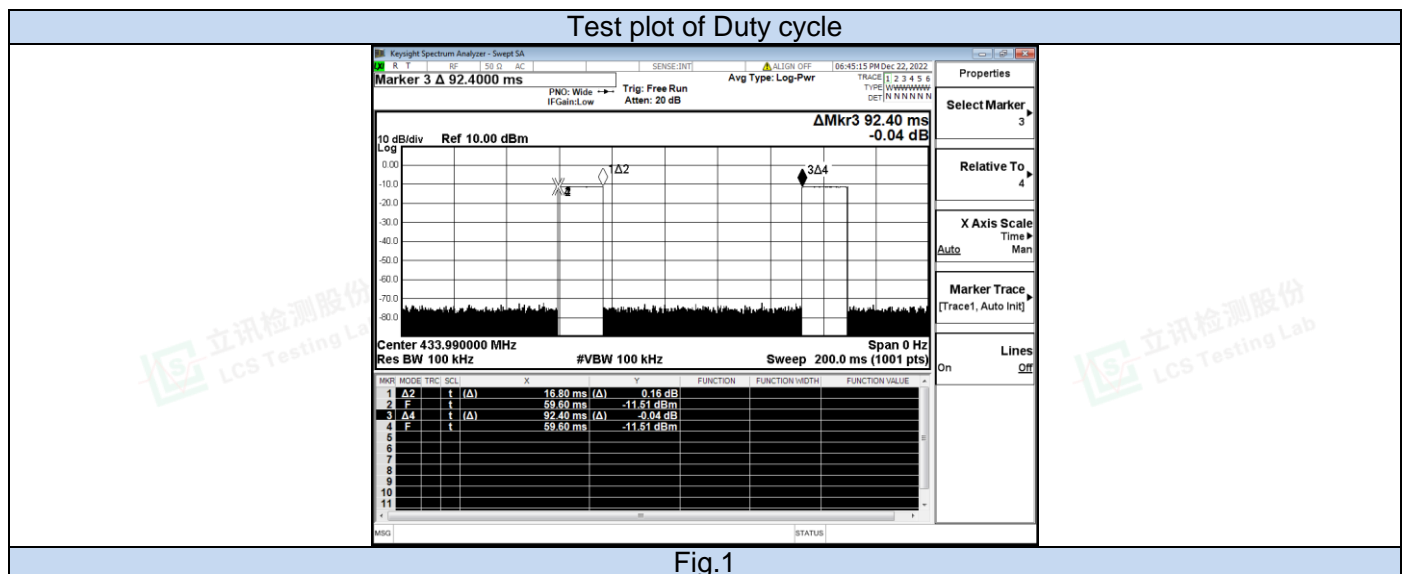 Test plot of Duty cycle
Keysight Spectrum Analyzer - Swept SA
R T RF 50 Ω AC SENSE:INT ALIGN OFF 06:45:15 PM Dec 22, 2022
Marker 3 Δ 92.4000 ms
PNO: Wide
IFGain:Low
Trig: Free Run
Atten: 20 dB
Avg Type: Log-Pwr
TRACE 1 2 3 4 5 6
TYPE WWWWWW
DET N N N N N N
ΔMkr3 92.40 ms
-0.04 dB
10 dB/div Ref 10.00 dBm
Log
0.00
-10.0
-20.0
-30.0
-40.0
-50.0
-60.0
-70.0
-80.0
1Δ2
3Δ4
Center 433.990000 MHz
Span 0 Hz
Res BW 100 kHz #VBW 100 kHz Sweep 200.0 ms (1001 pts)
MKR MODE TRC SCL X Y FUNCTION FUNCTION WIDTH FUNCTION VALUE
1 Δ2 t (Δ) 16.80 ms (Δ) 0.16 dB
2 F t 59.60 ms -11.51 dBm
3 Δ4 t (Δ) 92.40 ms (Δ) -0.04 dB
4 F t 59.60 ms -11.51 dBm
5
6
7
8
9
10
11
MSG STATUS
Properties
Select Marker
3
Relative To
4
X Axis Scale
Time
Auto Man
Marker Trace
[Trace1, Auto Init]
Lines
On Off
立讯检测股份
LCS Testing La
立讯检测股份
LCS Testing Lab
Fig.1